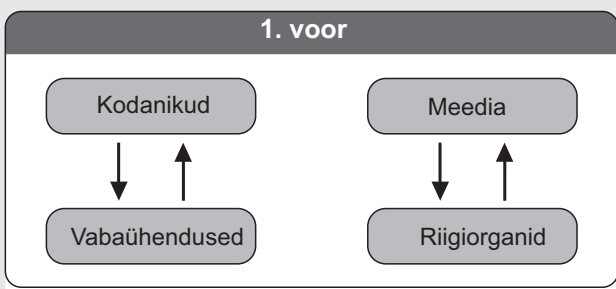 1. voor
Kodanikud
Meedia
Vabaühendused
Riigiorganid